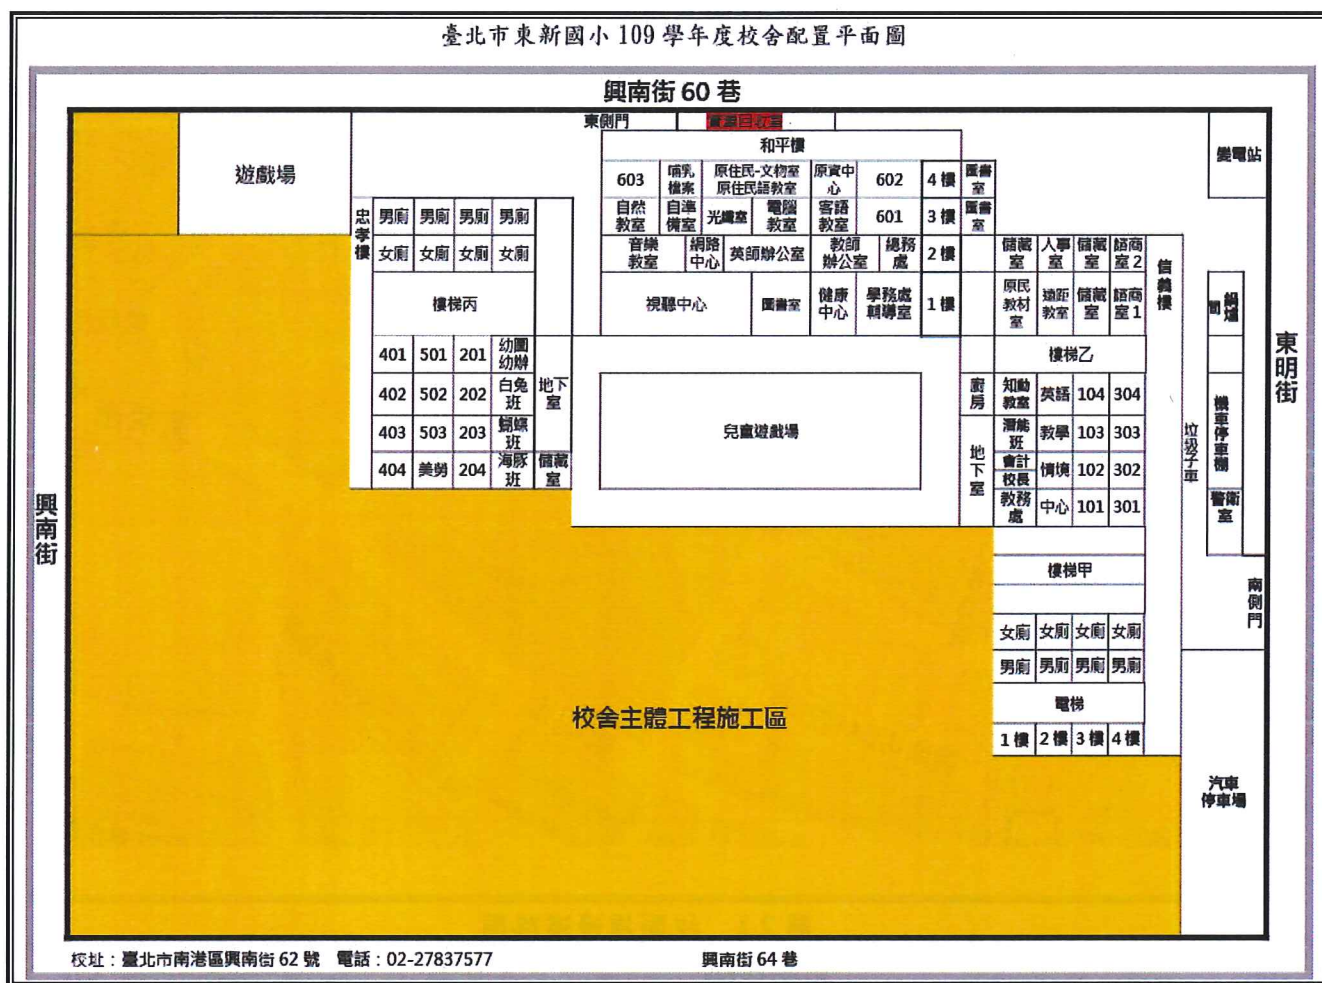 臺北市東新國小 109 學年度校舍配置平面圖
興南街 60 巷
東側門
資源回收室
和平樓
變電站
遊戲場
603 哺乳檔案 原住民-文物室 原住民語教室 原資中心 602 4 樓 圖書室
自然教室 自準備室 光纖室 電腦教室 客語教室 601 3 樓 圖書室
音樂教室 網路中心 英師辦公室 教師辦公室 總務處 2 樓
視聽中心 圖書室 健康中心 學務處輔導室 1 樓
忠孝樓
男廁 男廁 男廁 男廁
女廁 女廁 女廁 女廁
樓梯丙
401 501 201 幼園幼辦
402 502 202 白兔班
403 503 203 蝴蝶班
404 美勞 204 海豚班
地下室
儲藏室
兒童遊戲場
儲藏室 人事室 儲藏室 諮商室 2
原民教材室 遠距教室 儲藏室 諮商室 1
信義樓
樓梯乙
廚房
地下室
知動教室 英語 104 304
潛能班 教學 103 303
會計
校長
情境 102 302
教務處 中心 101 301
樓梯甲
女廁 女廁 女廁 女廁
男廁 男廁 男廁 男廁
電梯
1 樓 2 樓 3 樓 4 樓
鍋爐間
機車停車棚
垃圾子車
警衛室
東明街
南側門
汽車停車場
興南街
校舍主體工程施工區
校址：臺北市南港區興南街 62 號 電話：02-27837577
興南街 64 巷